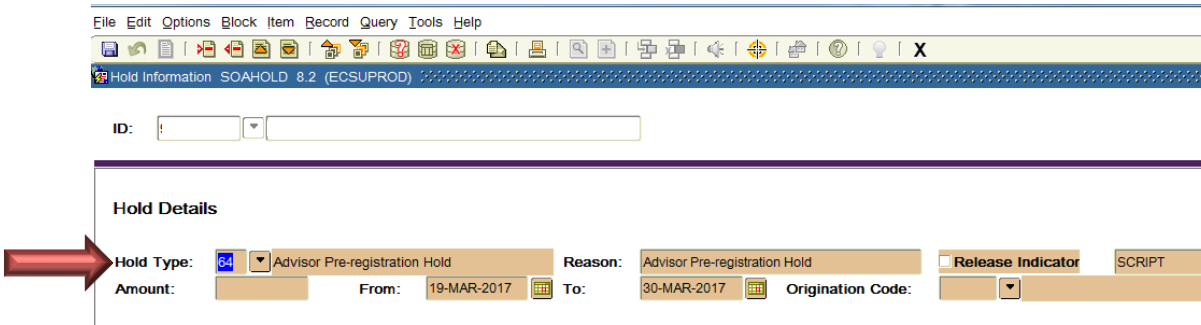 File Edit Options Block Item Record Query Tools Help
X
Hold Information SOAHOLD 8.2 (ECSUPROD)
ID:
Hold Details
Hold Type: 64 Advisor Pre-registration Hold Reason: Advisor Pre-registration Hold Release Indicator SCRIPT
Amount: From: 19-MAR-2017 To: 30-MAR-2017 Origination Code: